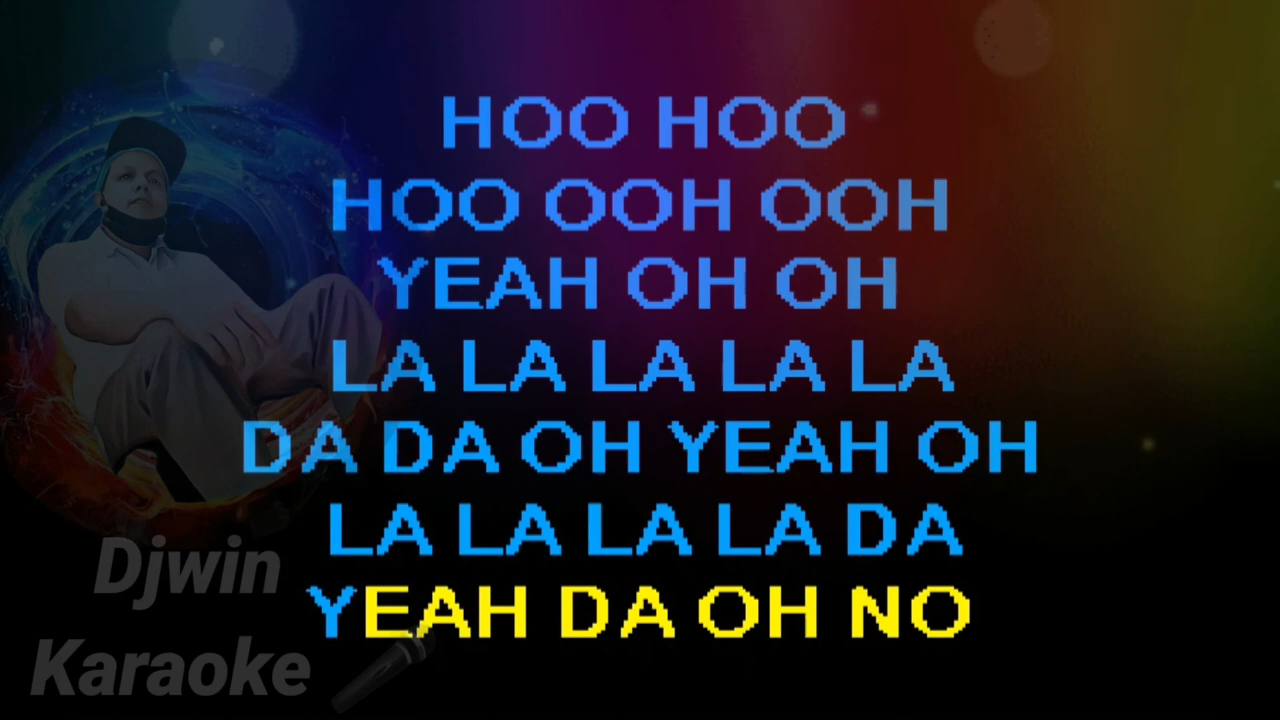 HOO HOO
HOO OOH OOH
YEAH OH OH
LA LA LA LA LA
DA DA OH YEAH OH
LA LA LA LA DA
YEAH DA OH NO
Djwin
Karaoke